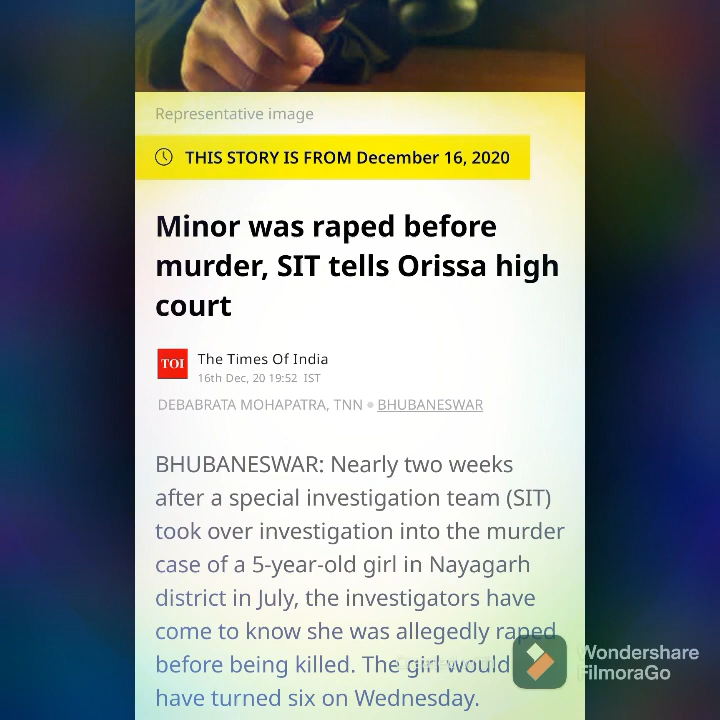 Representative image
THIS STORY IS FROM December 16, 2020
Minor was raped before
murder, SIT tells Orissa high
court
TOI
The Times Of India
16th Dec, 20 19:52 IST
DEBABRATA MOHAPATRA, TNN • BHUBANESWAR
BHUBANESWAR: Nearly two weeks
after a special investigation team (SIT)
took over investigation into the murder
case of a 5-year-old girl in Nayagarh
district in July, the investigators have
come to know she was allegedly raped
before being killed. The girl would
have turned six on Wednesday.
Wondershare
FilmoraGo